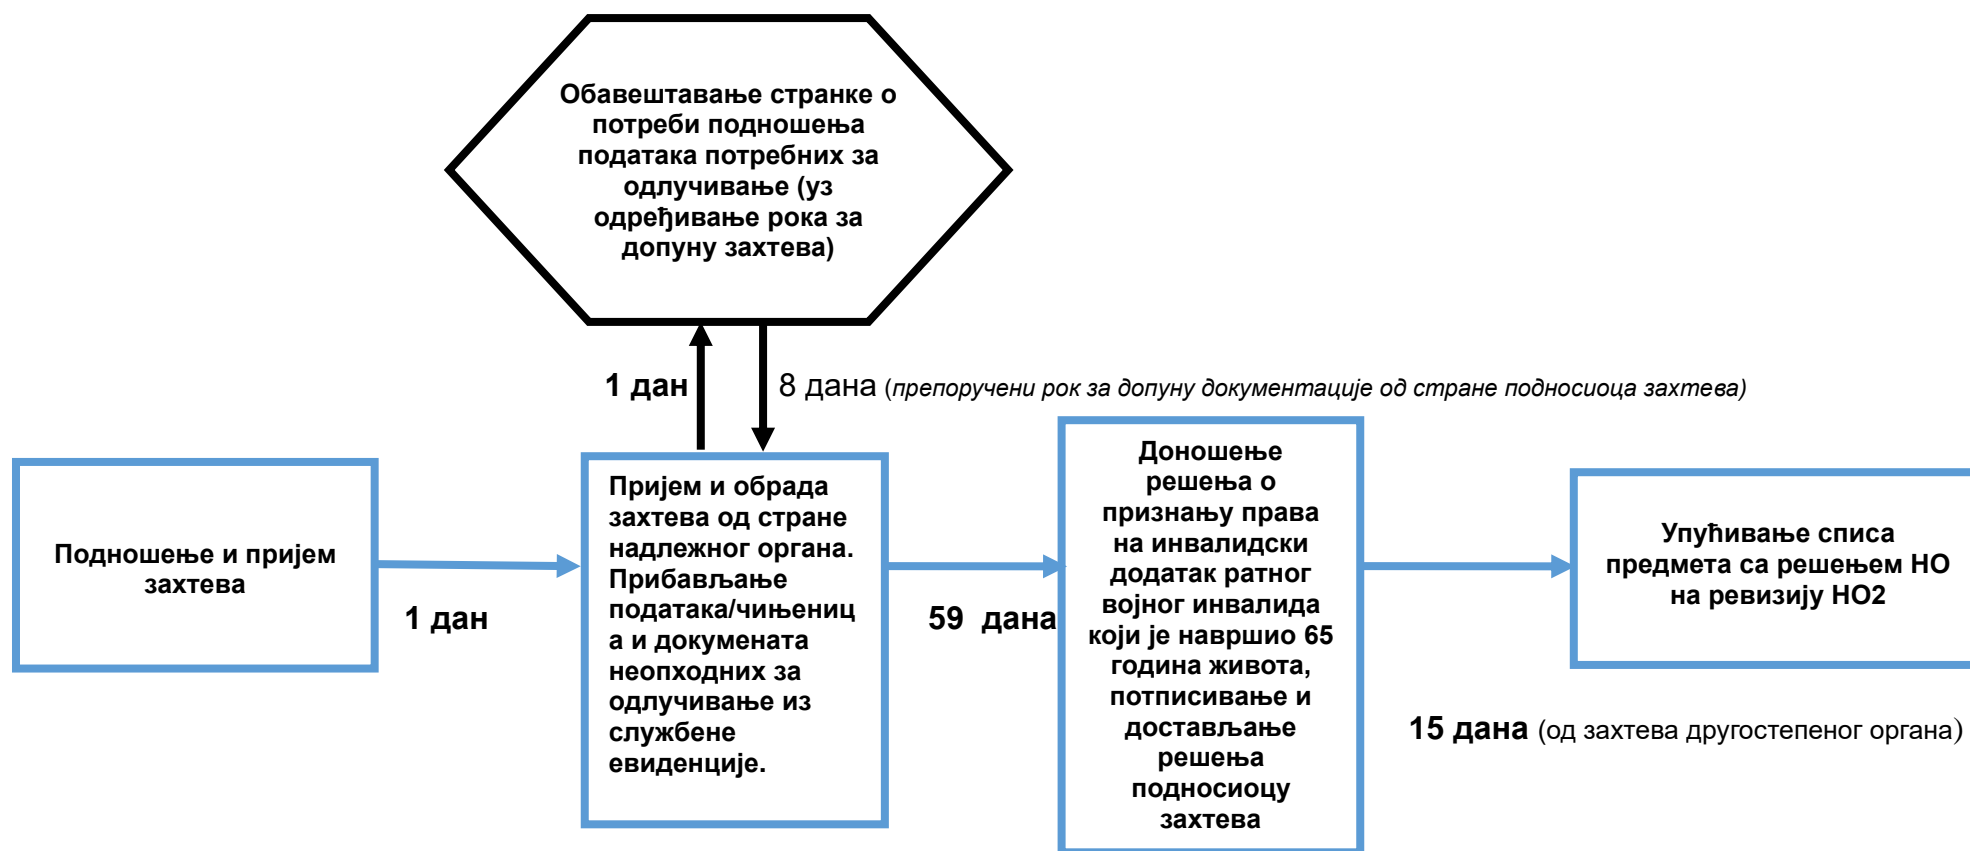 Обавештавање странке о
потреби подношења
података потребних за
одлучивање (уз
одређивање рока за
допуну захтева)
1 дан
8 дана (препоручени рок за допуну документације од стране подносиоца захтева)
Подношење и пријем
захтева
1 дан
Пријем и обрада
захтева од стране
надлежног органа.
Прибављање
података/чињениц
а и докумената
неопходних за
одлучивање из
службене
евиденције.
59 дана
Доношење
решења о
признању права
на инвалидски
додатак ратног
војног инвалида
који је навршио 65
година живота,
потписивање и
достављање
решења
подносиоцу
захтева
15 дана (од захтева другостепеног органа)
Упућивање списа
предмета са решењем НО
на ревизију НО2